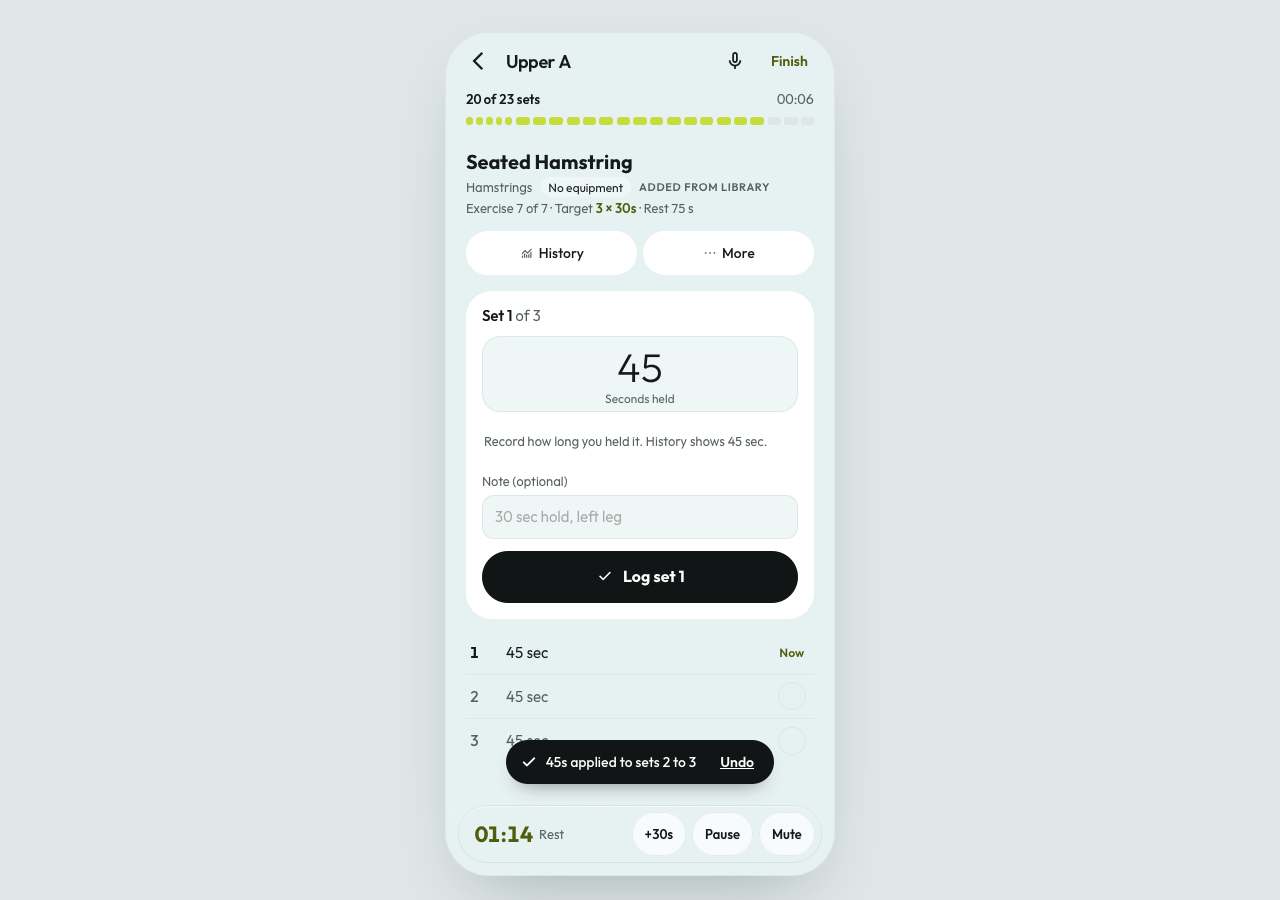 Upper A
Finish
20 of 23 sets
00:06
Seated Hamstring
Hamstrings No equipment ADDED FROM LIBRARY
Exercise 7 of 7 · Target 3 × 30s · Rest 75 s
History
More
Set 1 of 3
45
Seconds held
Record how long you held it. History shows 45 sec.
Note (optional)
30 sec hold, left leg
Log set 1
1 45 sec Now
2 45 sec
3 45 sec
45s applied to sets 2 to 3 Undo
01:14 Rest +30s Pause Mute